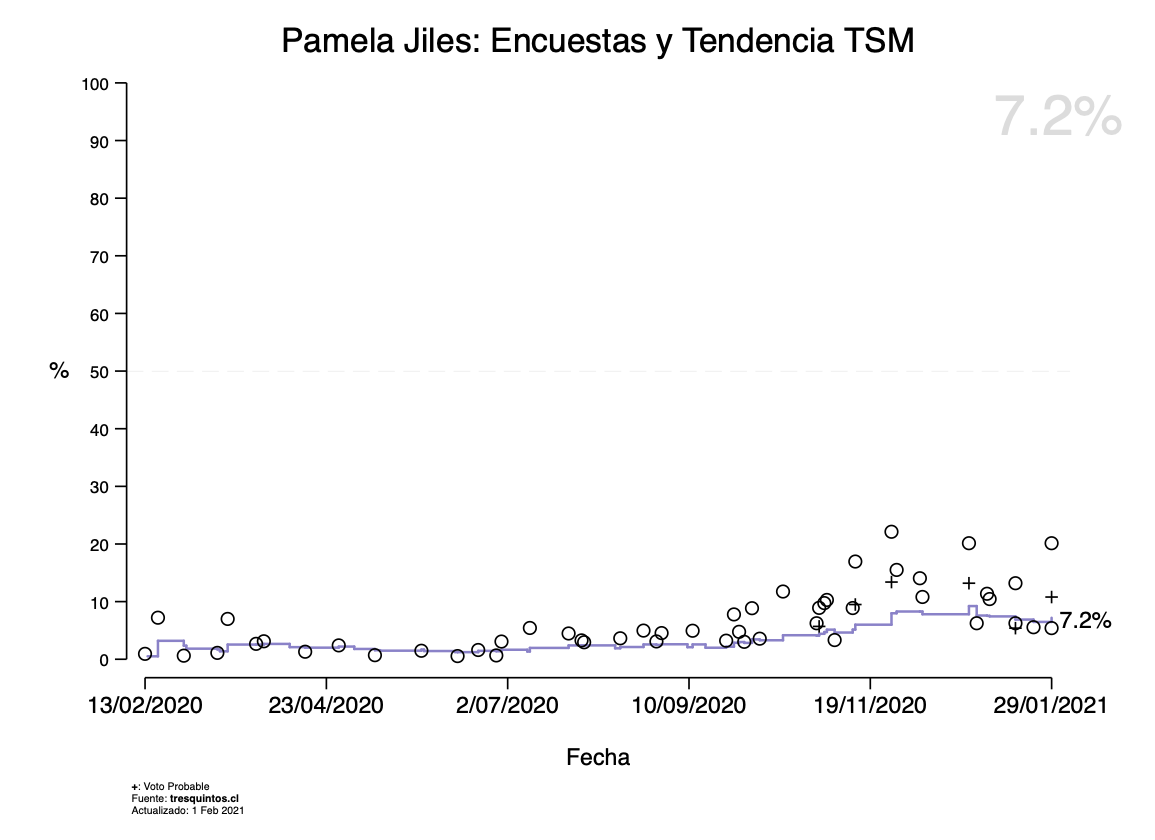 Pamela Jiles: Encuestas y Tendencia TSM
7.2%
100
90
80
70
60
% 50
40
30
20
10
0
7.2%
13/02/2020 23/04/2020 2/07/2020 10/09/2020 19/11/2020 29/01/2021
Fecha
+: Voto Probable
Fuente: tresquintos.cl
Actualizado: 1 Feb 2021